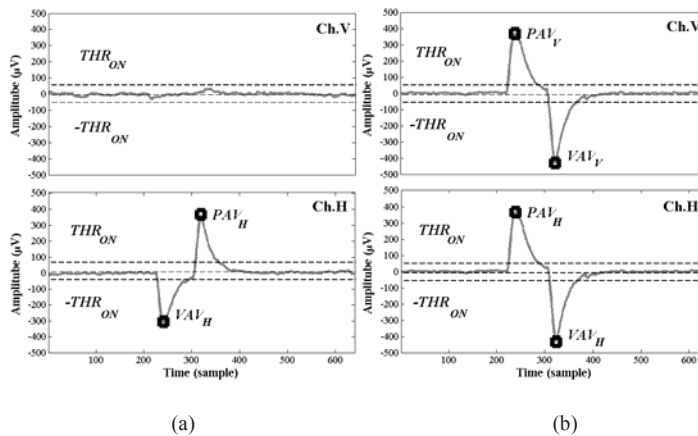 500
400
300
200
100
0
-100
-200
-300
-400
-500
Amplitube (µV)
Ch.V
THR ON
-THR ON
500
400
300
200
100
0
-100
-200
-300
-400
-500
Amplitube (µV)
Ch.H
THR ON
-THR ON
PAV H
VAV H
100 200 300 400 500 600
Time (sample)
(a)
500
400
300
200
100
0
-100
-200
-300
-400
-500
Amplitube (µV)
Ch.V
THR ON
-THR ON
PAV V
VAV V
500
400
300
200
100
0
-100
-200
-300
-400
-500
Amplitube (µV)
Ch.H
THR ON
-THR ON
PAV H
VAV H
100 200 300 400 500 600
Time (sample)
(b)